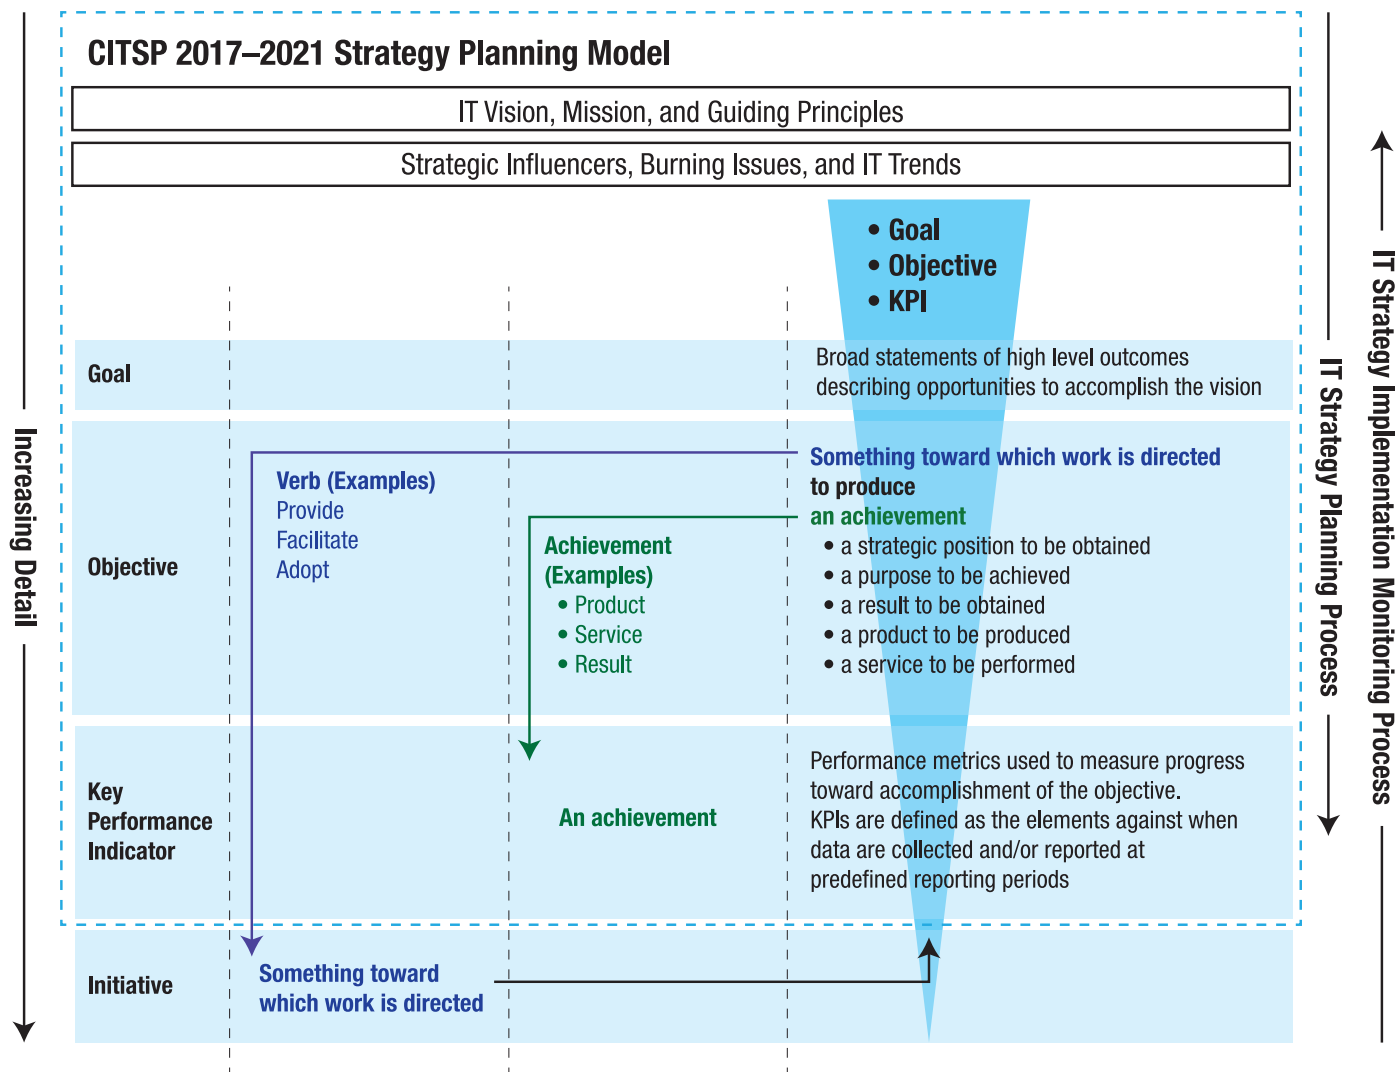 CITSP 2017–2021 Strategy Planning Model
IT Vision, Mission, and Guiding Principles
Strategic Influencers, Burning Issues, and IT Trends
• Goal
• Objective
• KPI
Goal
Broad statements of high level outcomes
describing opportunities to accomplish the vision
Objective
Verb (Examples)
Provide
Facilitate
Adopt
Achievement
(Examples)
• Product
• Service
• Result
Something toward which work is directed
to produce
an achievement
• a strategic position to be obtained
• a purpose to be achieved
• a result to be obtained
• a product to be produced
• a service to be performed
Key
Performance
Indicator
An achievement
Performance metrics used to measure progress
toward accomplishment of the objective.
KPIs are defined as the elements against when
data are collected and/or reported at
predefined reporting periods
Initiative
Something toward
which work is directed
Increasing Detail
IT Strategy Planning Process
IT Strategy Implementation Monitoring Process